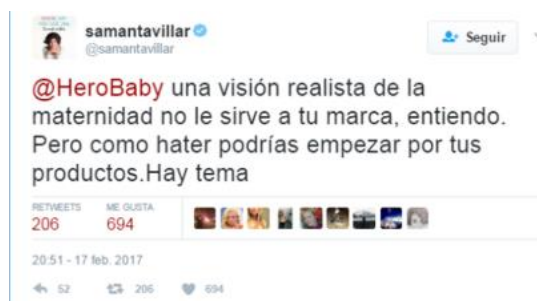 samantavillar
@samantavillar
Seguir
@HeroBaby una visión realista de la
maternidad no le sirve a tu marca, entiendo.
Pero como hater podrías empezar por tus
productos.Hay tema
RETWEETS ME GUSTA
206 694
20:51 - 17 feb. 2017
52 206 694